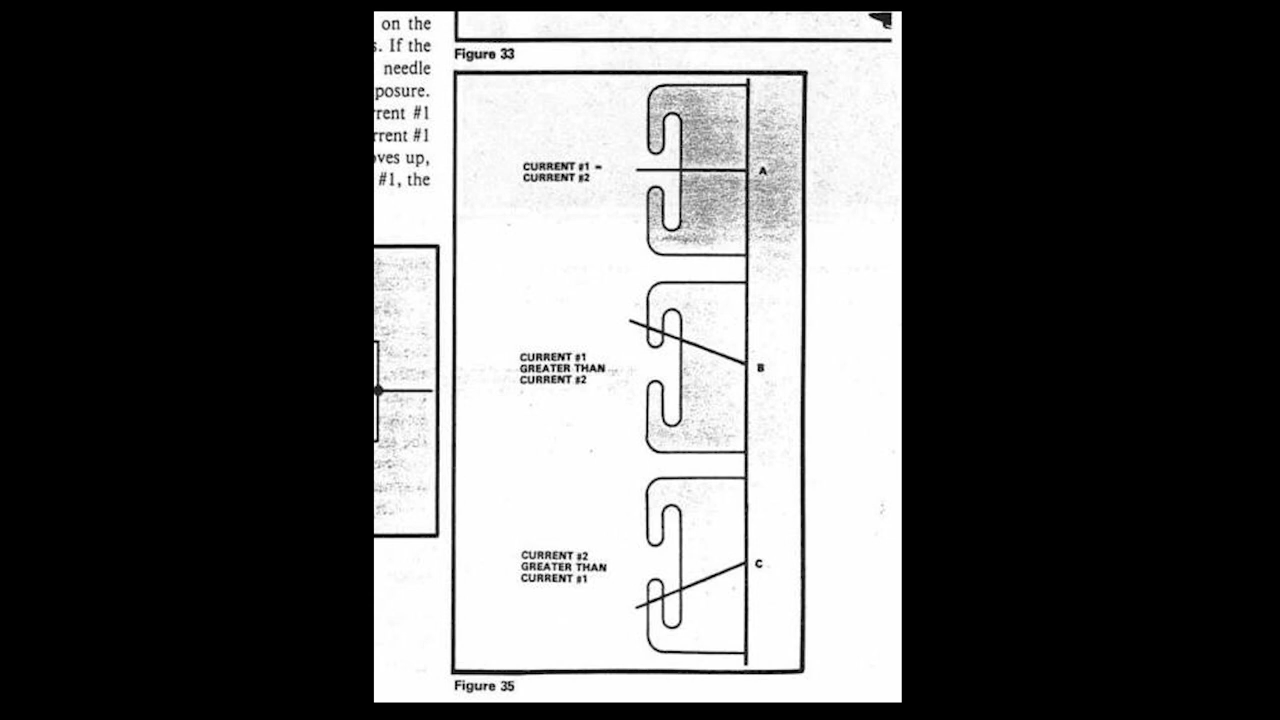 on the
s. If the
needle
posure.
rrent #1
rrent #1
oves up,
#1, the
Figure 33
CURRENT #1 =
CURRENT #2
A
CURRENT #1
GREATER THAN
CURRENT #2
B
CURRENT #2
GREATER THAN
CURRENT #1
C
Figure 35